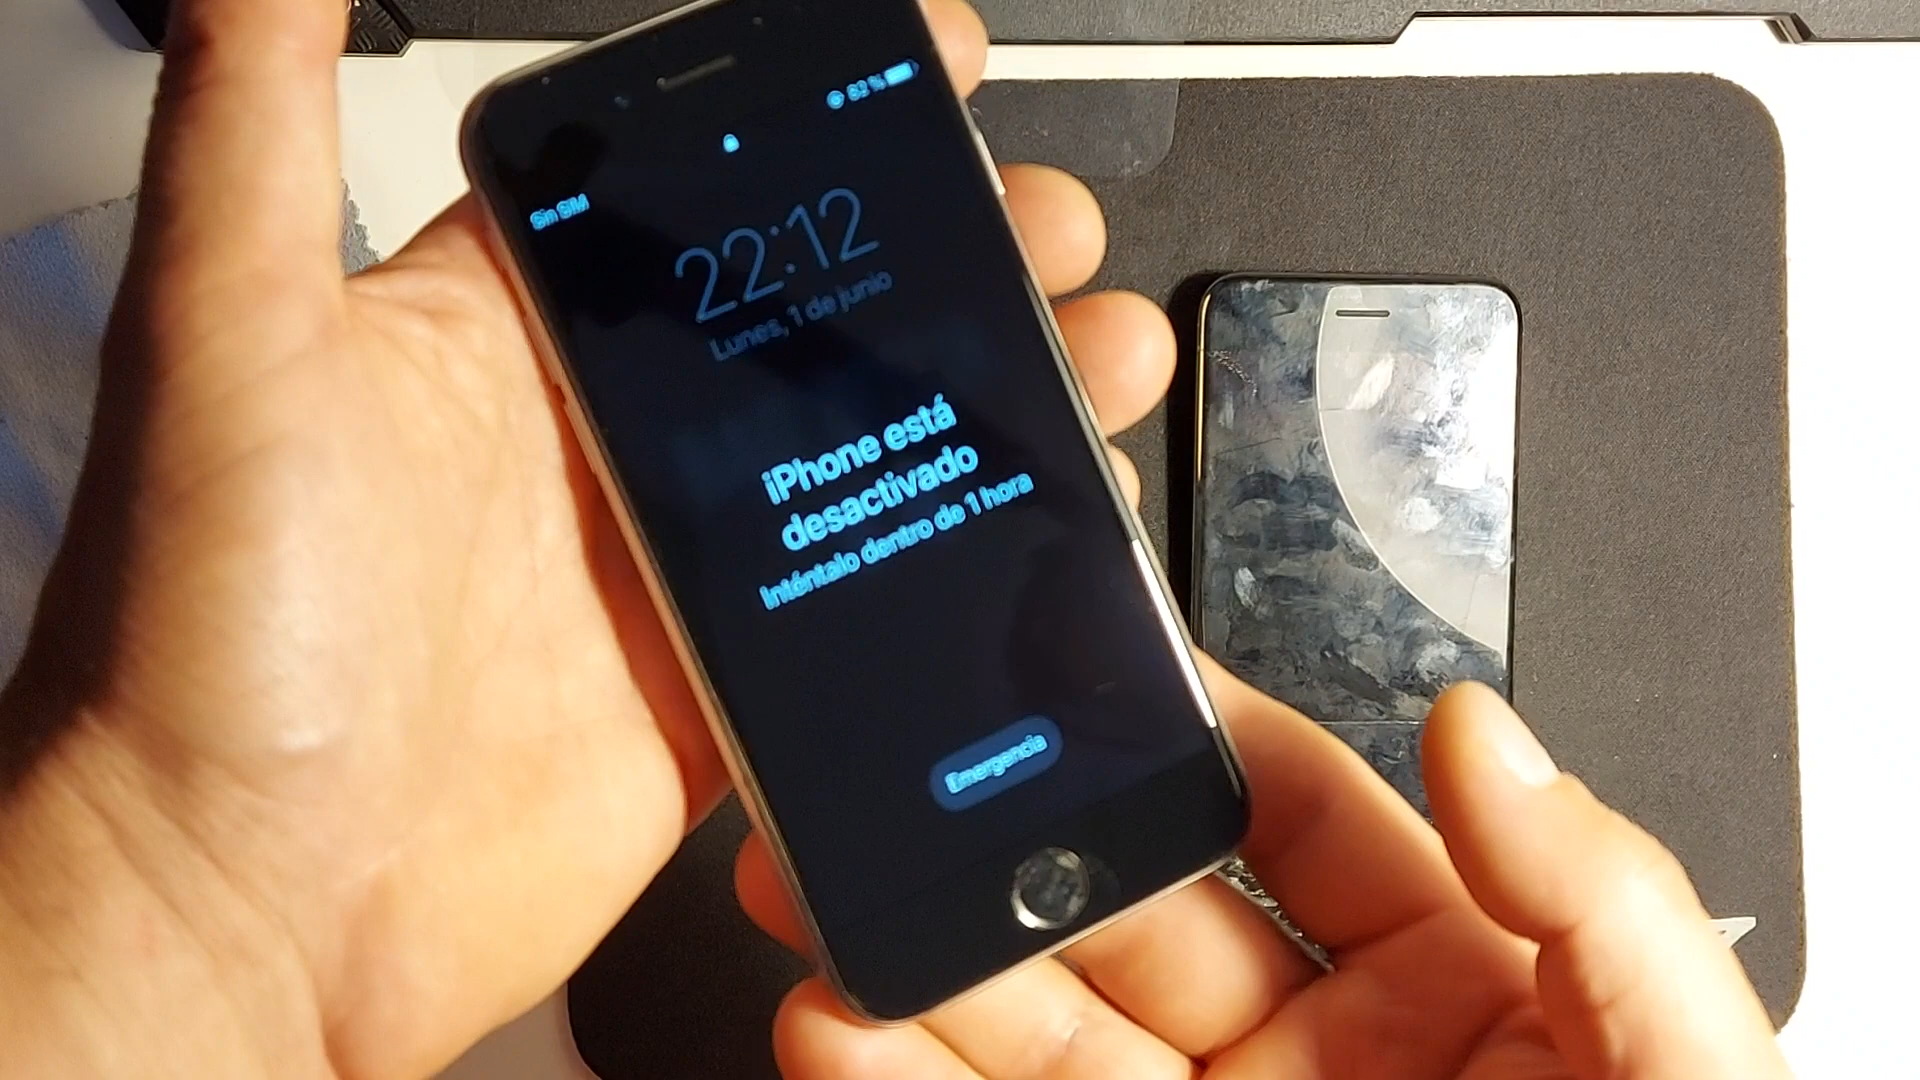 Sin SIM
22:12
Lunes, 1 de junio
iPhone está
desactivado
Inténtalo dentro de 1 hora
Emergencia